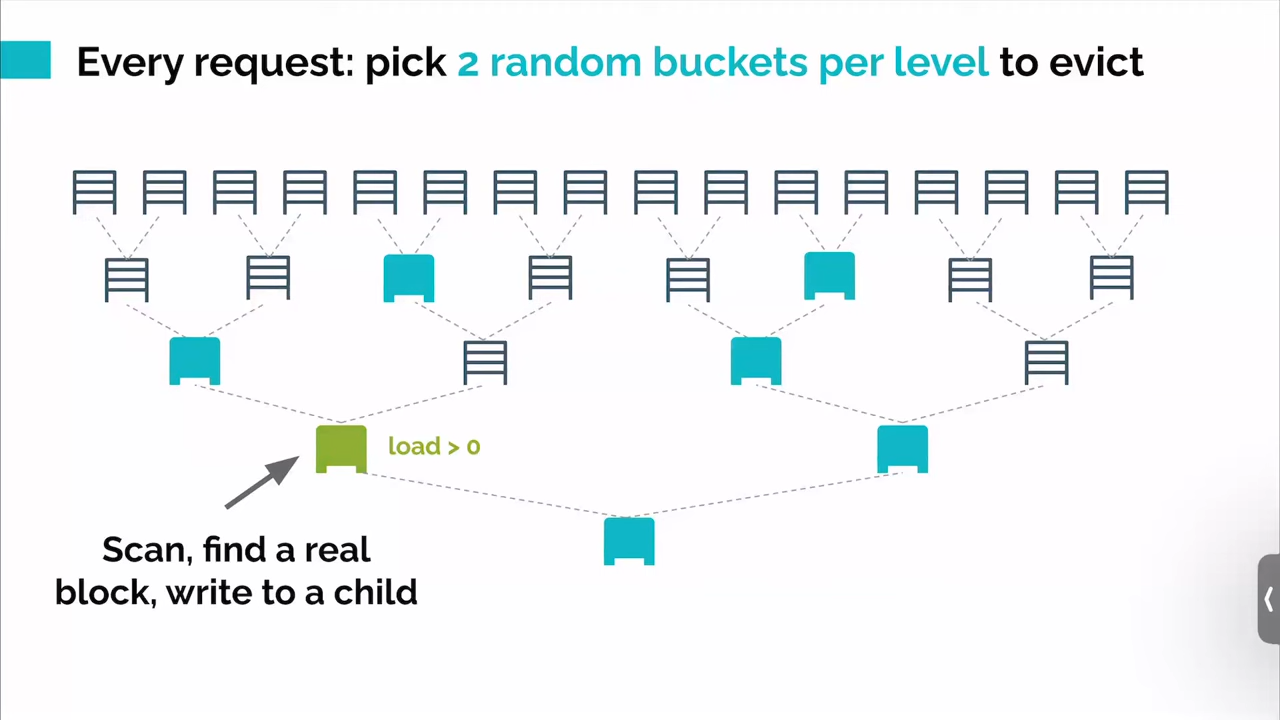 Every request: pick 2 random buckets per level to evict
load > 0
Scan, find a real
block, write to a child